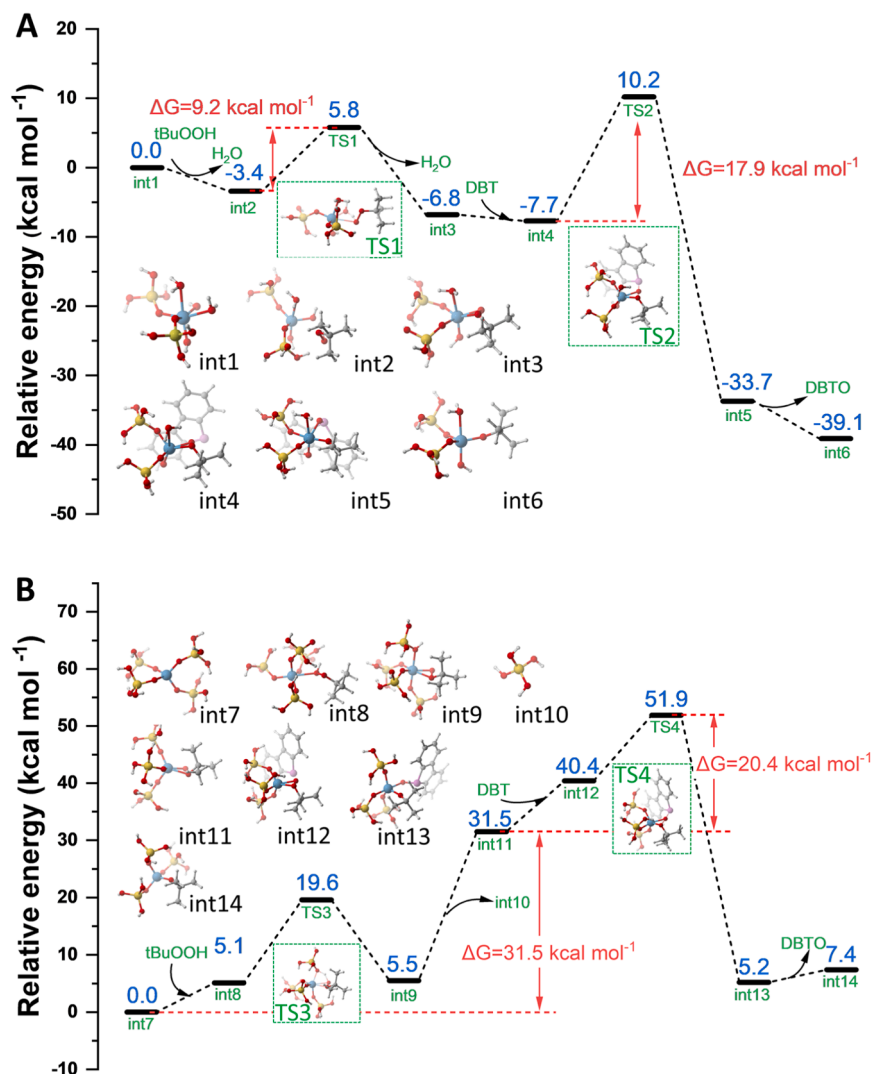 A
Relative energy (kcal mol -1)
20
10
0
-10
-20
-30
-40
-50
0.0
int1
tBuOOH
H2O
-3.4
int2
ΔG=9.2 kcal mol-1
5.8
TS1
H2O
-6.8
int3
DBT
-7.7
int4
10.2
TS2
ΔG=17.9 kcal mol-1
-33.7
int5
DBTO
-39.1
int6
TS1
TS2
int1
int2
int3
int4
int5
int6
B
Relative energy (kcal mol -1)
70
60
50
40
30
20
10
0
-10
int7
int8
int9
int10
int11
int12
int13
int14
0.0
int7
tBuOOH
5.1
int8
19.6
TS3
TS3
5.5
int9
int10
31.5
int11
ΔG=31.5 kcal mol-1
DBT
40.4
int12
51.9
TS4
TS4
ΔG=20.4 kcal mol-1
5.2
int13
DBTO
7.4
int14